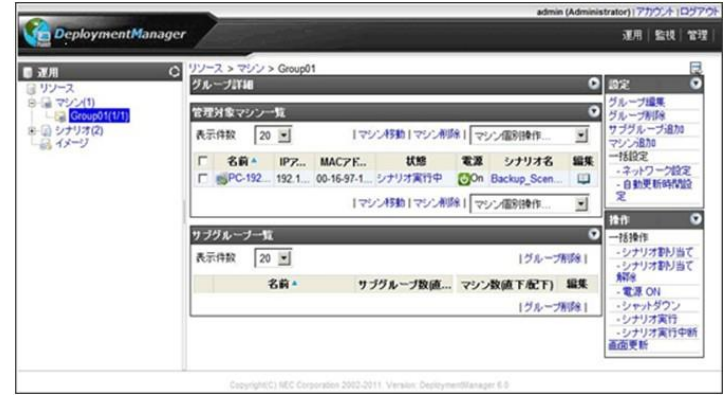 admin (Administrator) | アカウント | ログアウト
DeploymentManager
運用 | 監視 | 管理 |
運用
リソース
マシン(1)
Group01(1/1)
シナリオ(2)
イメージ
リソース > マシン > Group01
グループ詳細
管理対象マシン一覧
表示件数 20 | マシン移動 | マシン削除 | マシン個別操作...
名前 IPア... MACアド... 状態 電源 シナリオ名 編集
PC-192... 192.1... 00-16-97-1... シナリオ実行中 On Backup_Scen...
| マシン移動 | マシン削除 | マシン個別操作...
サブグループ一覧
表示件数 20 | グループ削除 |
名前 サブグループ数(直... マシン数(直下/配下) 編集
| グループ削除 |
設定
グループ編集
グループ削除
サブグループ追加
マシン追加
一括設定
- ネットワーク設定
- 自動更新時間設
定
操作
一括操作
- シナリオ割り当て
- シナリオ割り当て
解除
- 電源 ON
- シャットダウン
- シナリオ実行
- シナリオ実行中断
画面更新
Copyright(C) NEC Corporation 2002-2011. Version: DeploymentManager 6.0